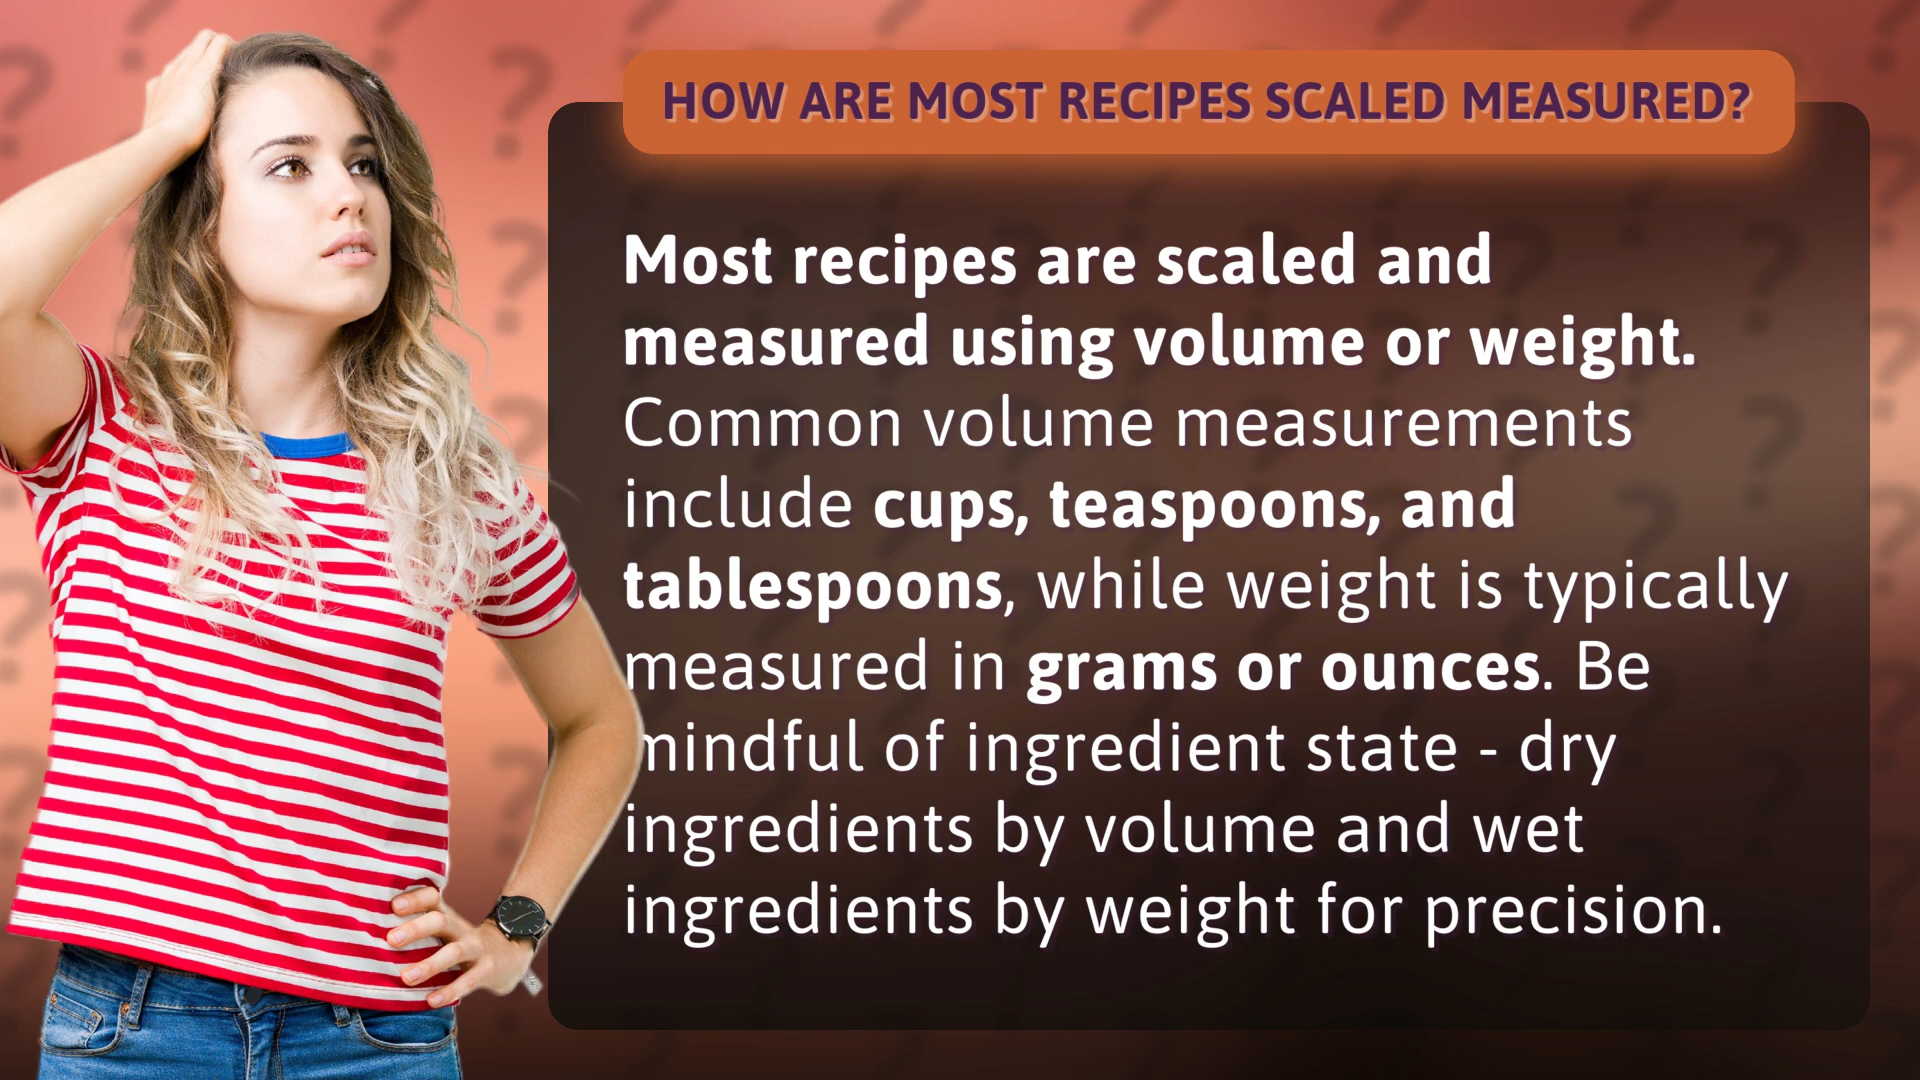 HOW ARE MOST RECIPES SCALED MEASURED?
Most recipes are scaled and
measured using volume or weight.
Common volume measurements
include cups, teaspoons, and
tablespoons, while weight is typically
measured in grams or ounces. Be
mindful of ingredient state - dry
ingredients by volume and wet
ingredients by weight for precision.